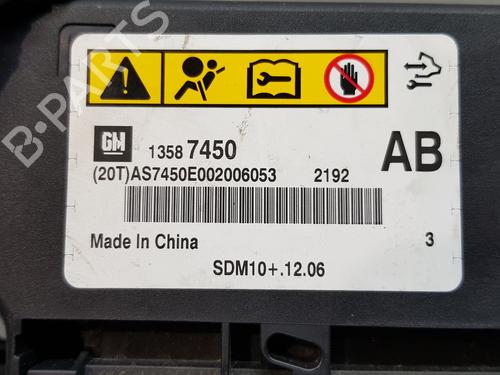 GM
1358 7450
AB
(20T)AS7450E002006053 2192
Made In China 3
SDM10+.12.06
B-PARTS